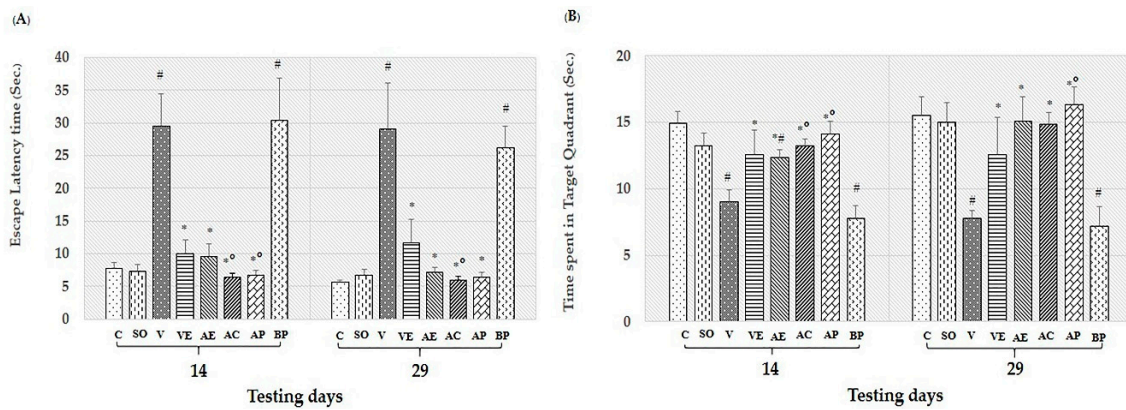 (A)
Escape Latency time (Sec.)
40
35
30
25
20
15
10
5
0
# # # #
* * *o *o * * *o *
C SO V VE AE AC AP BP C SO V VE AE AC AP BP
14 29
Testing days
(B)
Time spent in Target Quadrant (Sec.)
20
15
10
5
0
# * *# *o *o # # * * * *o #
C SO V VE AE AC AP BP C SO V VE AE AC AP BP
14 29
Testing days